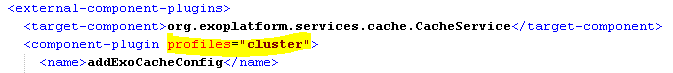 <external-component-plugins>
<target-component>org.exoplatform.services.cache.CacheService</target-component>
<component-plugin profiles="cluster">
<name>addExoCacheConfig</name>